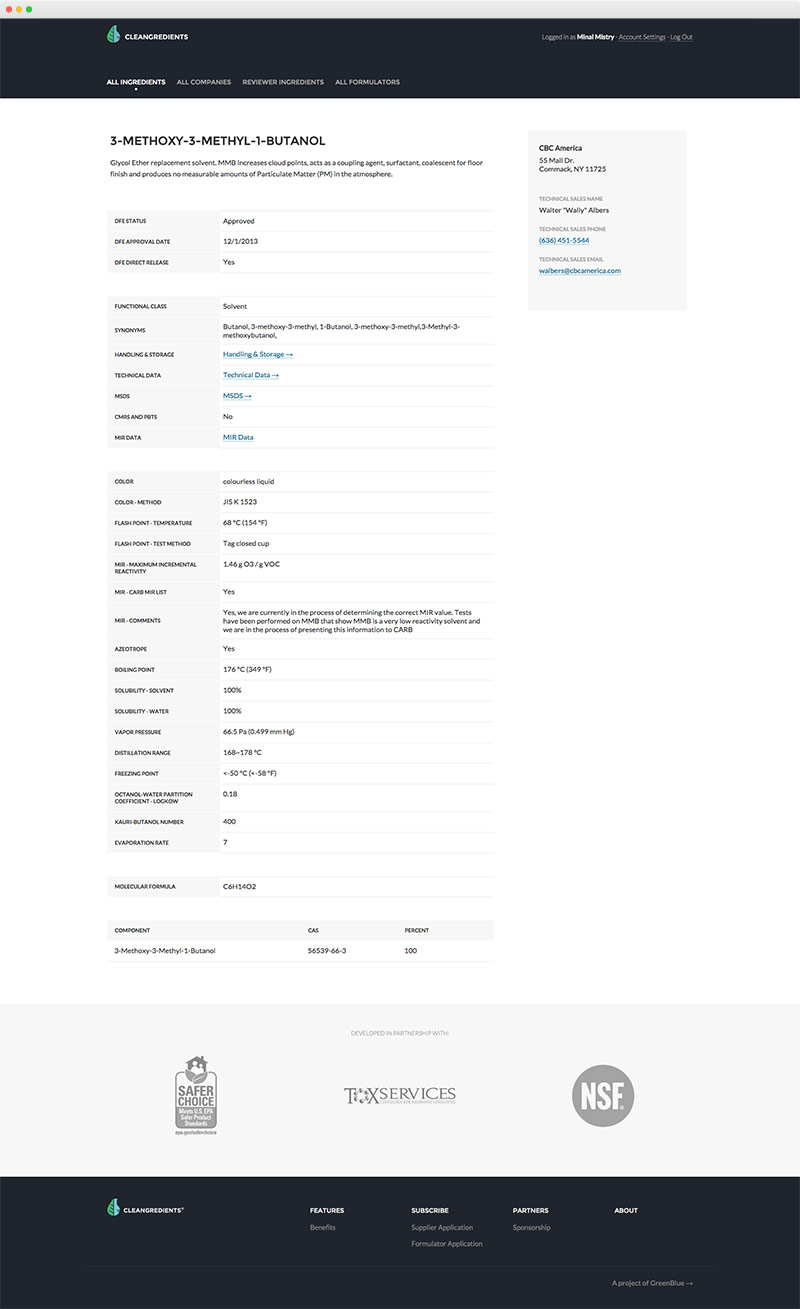 CLEANGREDIENTS
Logged in as Minal Mistry · Account Settings · Log Out
ALL INGREDIENTS ALL COMPANIES REVIEWER INGREDIENTS ALL FORMULATORS
3-METHOXY-3-METHYL-1-BUTANOL
Glycol Ether replacement solvent. MMB increases cloud points, acts as a coupling agent, surfactant, coalescent for floor
finish and produces no measurable amounts of Particulate Matter (PM) in the atmosphere.
CBC America
55 Mall Dr.
Commack, NY 11725
TECHNICAL SALES NAME
Walter "Wally" Albers
TECHNICAL SALES PHONE
(636) 451-5544
TECHNICAL SALES EMAIL
walbers@cbcamerica.com
DFE STATUS Approved
DFE APPROVAL DATE 12/1/2013
DFE DIRECT RELEASE Yes
FUNCTIONAL CLASS Solvent
SYNONYMS Butanol, 3-methoxy-3-methyl, 1-Butanol, 3-methoxy-3-methyl,3-Methyl-3-
methoxybutanol,
HANDLING & STORAGE Handling & Storage →
TECHNICAL DATA Technical Data →
MSDS MSDS →
CMRS AND PBTS No
MIR DATA MIR Data
COLOR colourless liquid
COLOR - METHOD JIS K 1523
FLASH POINT - TEMPERATURE 68 °C (154 °F)
FLASH POINT - TEST METHOD Tag closed cup
MIR - MAXIMUM INCREMENTAL
REACTIVITY 1.46 g O3 / g VOC
MIR - CARB MIR LIST Yes
MIR - COMMENTS Yes, we are currently in the process of determining the correct MIR value. Tests
have been performed on MMB that show MMB is a very low reactivity solvent and
we are in the process of presenting this information to CARB
AZEOTROPE Yes
BOILING POINT 176 °C (349 °F)
SOLUBILITY - SOLVENT 100%
SOLUBILITY - WATER 100%
VAPOR PRESSURE 66.5 Pa (0.499 mm Hg)
DISTILLATION RANGE 168~178 °C
FREEZING POINT <-50 °C (<-58 °F)
OCTANOL-WATER PARTITION
COEFFICIENT - LOGKOW 0.18
KAURI-BUTANOL NUMBER 400
EVAPORATION RATE 7
MOLECULAR FORMULA C6H14O2
COMPONENT CAS PERCENT
3-Methoxy-3-Methyl-1-Butanol 56539-66-3 100
DEVELOPED IN PARTNERSHIP WITH:
SAFER
CHOICE
Meets U.S. EPA
Safer Product
Standards
epa.gov/saferchoice
TOXSERVICES
NSF®
CLEANGREDIENTS®
FEATURES SUBSCRIBE PARTNERS ABOUT
Benefits Supplier Application Sponsorship
Formulator Application
A project of GreenBlue →